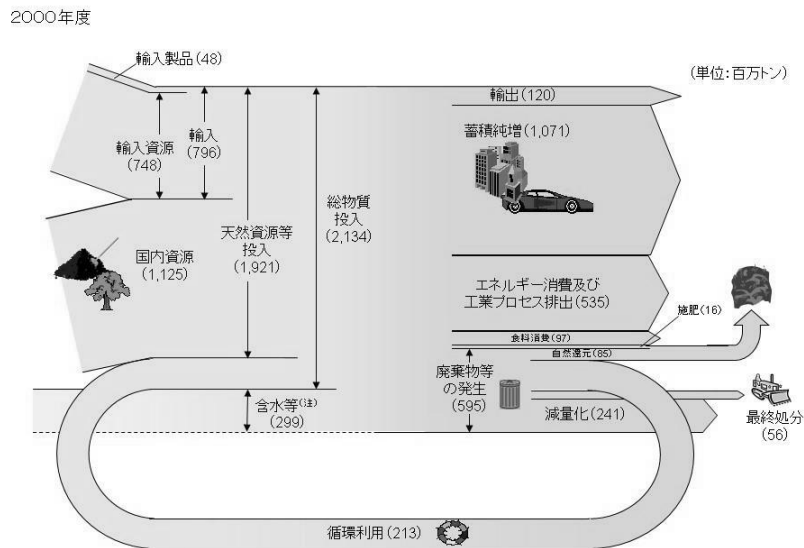 2000年度
(単位:百万トン)
輸入製品(48)
輸入資源
(748)
輸入
(796)
国内資源
(1,125)
天然資源等
投入
(1,921)
総物質
投入
(2,134)
含水等(注)
(299)
輸出(120)
蓄積純増(1,071)
エネルギー消費及び
工業プロセス排出(535)
食料消費(97)
施肥(16)
自然還元(85)
廃棄物等
の発生
(595)
減量化(241)
最終処分
(56)
循環利用(213)